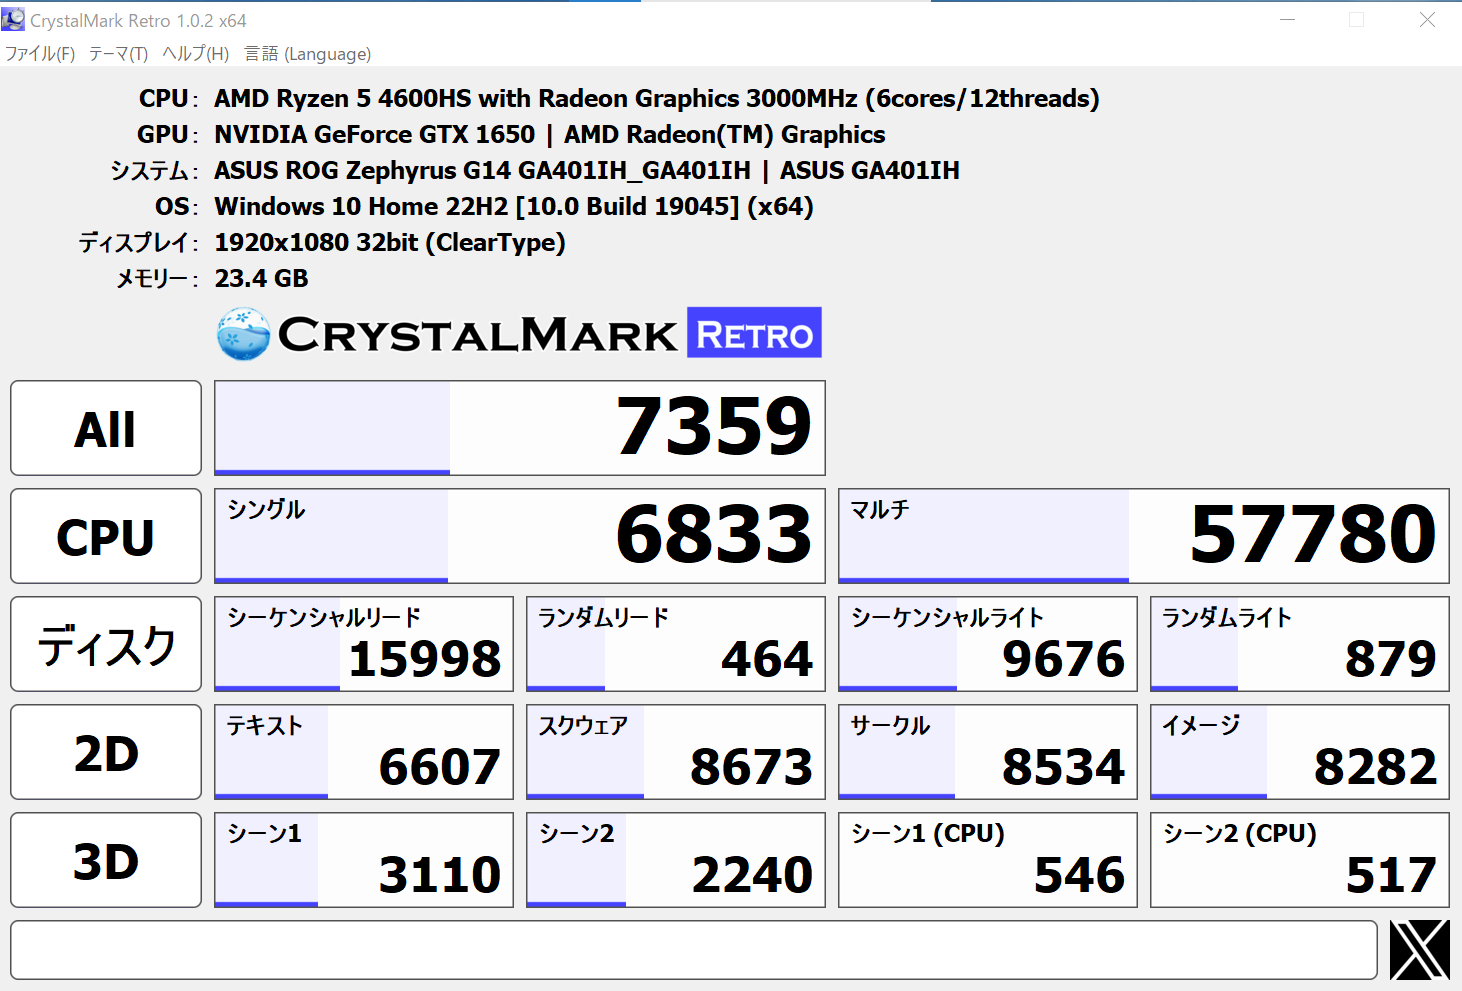 CrystalMark Retro 1.0.2 x64
ファイル(F) テーマ(T) ヘルプ(H) 言語 (Language)
CPU: AMD Ryzen 5 4600HS with Radeon Graphics 3000MHz (6cores/12threads)
GPU: NVIDIA GeForce GTX 1650 | AMD Radeon(TM) Graphics
システム: ASUS ROG Zephyrus G14 GA401IH_GA401IH | ASUS GA401IH
OS: Windows 10 Home 22H2 [10.0 Build 19045] (x64)
ディスプレイ: 1920x1080 32bit (ClearType)
メモリー: 23.4 GB
CRYSTALMARK RETRO
All 7359
CPU シングル 6833 マルチ 57780
ディスク シーケンシャルリード 15998 ランダムリード 464 シーケンシャルライト 9676 ランダムライト 879
2D テキスト 6607 スクウェア 8673 サークル 8534 イメージ 8282
3D シーン1 3110 シーン2 2240 シーン1 (CPU) 546 シーン2 (CPU) 517